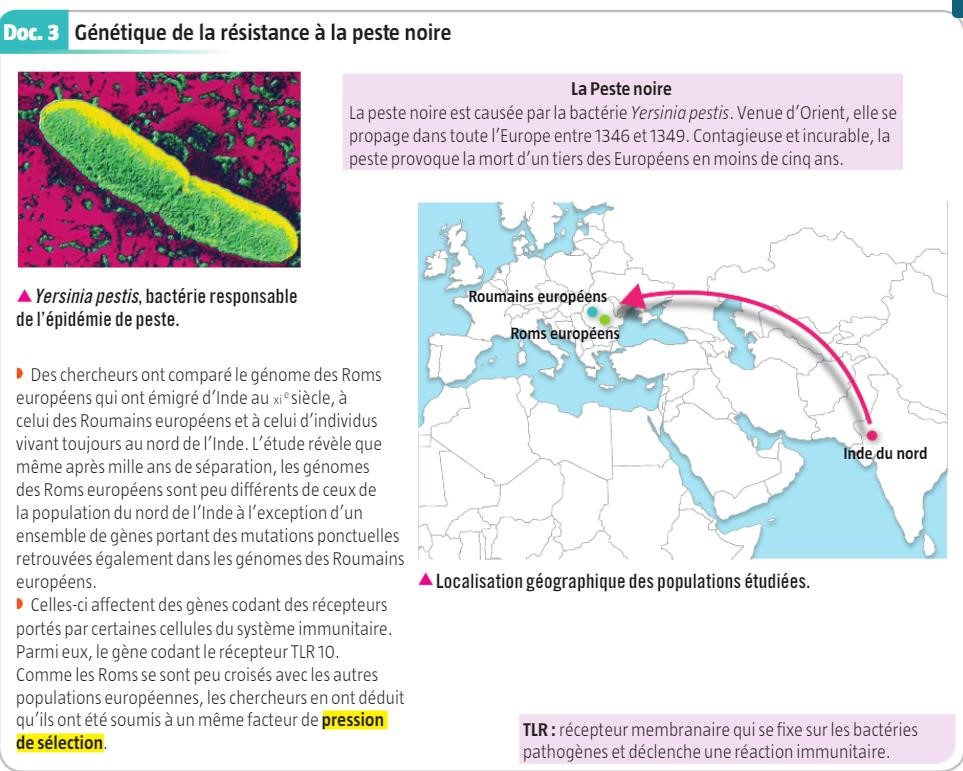 Doc. 3 Génétique de la résistance à la peste noire
La Peste noire
La peste noire est causée par la bactérie Yersinia pestis. Venue d'Orient, elle se
propage dans toute l'Europe entre 1346 et 1349. Contagieuse et incurable, la
peste provoque la mort d'un tiers des Européens en moins de cinq ans.
▲ Yersinia pestis, bactérie responsable
de l'épidémie de peste.
Des chercheurs ont comparé le génome des Roms
européens qui ont émigré d'Inde au xie siècle, à
celui des Roumains européens et à celui d'individus
vivant toujours au nord de l'Inde. L'étude révèle que
même après mille ans de séparation, les génomes
des Roms européens sont peu différents de ceux de
la population du nord de l'Inde à l'exception d'un
ensemble de gènes portant des mutations ponctuelles
retrouvées également dans les génomes des Roumains
européens.
Celles-ci affectent des gènes codant des récepteurs
portés par certaines cellules du système immunitaire.
Parmi eux, le gène codant le récepteur TLR 10.
Comme les Roms se sont peu croisés avec les autres
populations européennes, les chercheurs en ont déduit
qu'ils ont été soumis à un même facteur de pression
de sélection.
Roumains européens
Roms européens
Inde du nord
▲ Localisation géographique des populations étudiées.
TLR : récepteur membranaire qui se fixe sur les bactéries
pathogènes et déclenche une réaction immunitaire.